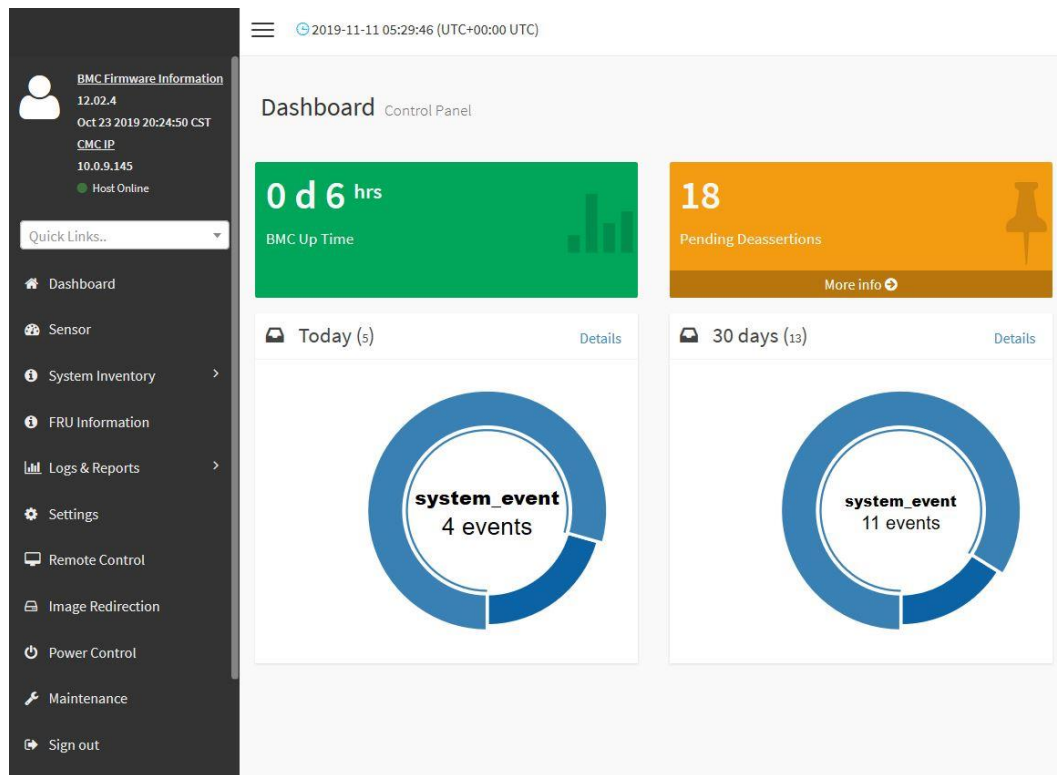 2019-11-11 05:29:46 (UTC+00:00 UTC)
BMC Firmware Information
12.02.4
Oct 23 2019 20:24:50 CST
CMC IP
10.0.9.145
Host Online
Quick Links..
Dashboard
Sensor
System Inventory
FRU Information
Logs & Reports
Settings
Remote Control
Image Redirection
Power Control
Maintenance
Sign out
Dashboard Control Panel
0 d 6 hrs
BMC Up Time
18
Pending Deassertions
More info
Today (5) Details
system_event
4 events
30 days (13) Details
system_event
11 events